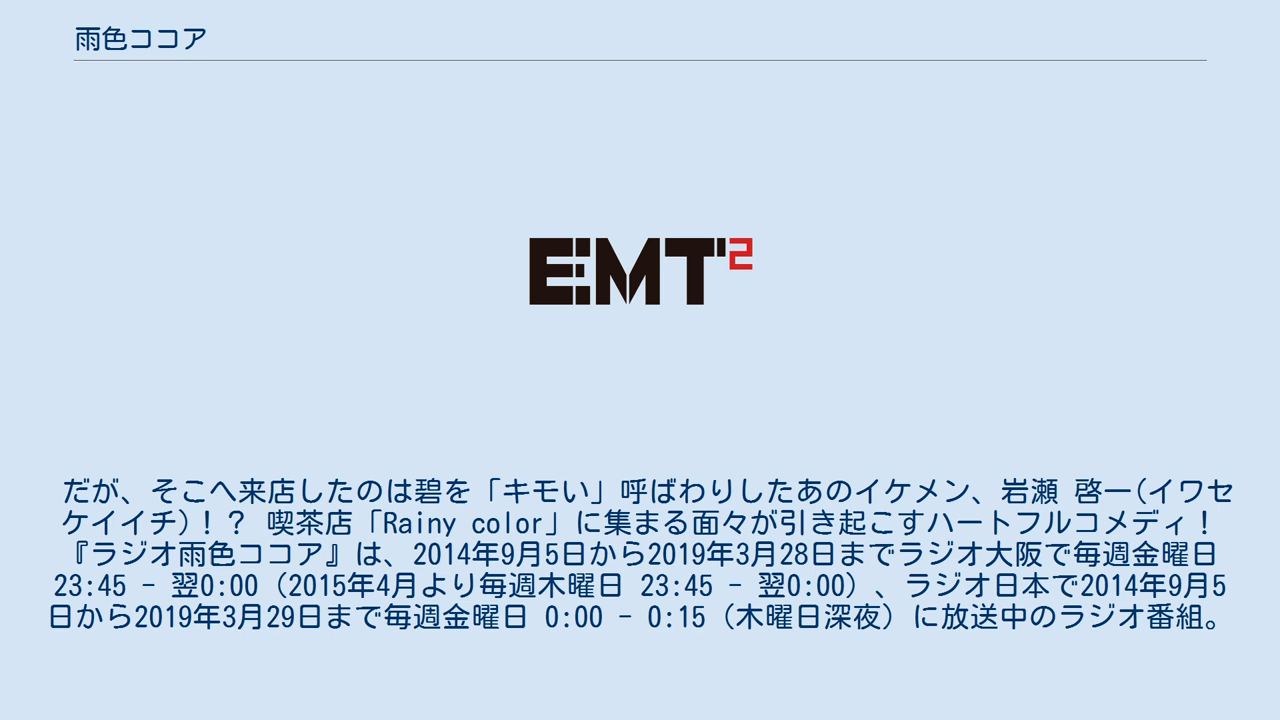 雨色ココア
EMT2
だが、そこへ来店したのは碧を「キモい」呼ばわりしたあのイケメン、岩瀬 啓一(イワセ
ケイイチ)！？ 喫茶店「Rainy color」に集まる面々が引き起こすハートフルコメディ！
『ラジオ雨色ココア』は、2014年9月5日から2019年3月28日までラジオ大阪で毎週金曜日
23:45 - 翌0:00（2015年4月より毎週木曜日 23:45 - 翌0:00）、ラジオ日本で2014年9月5
日から2019年3月29日まで毎週金曜日 0:00 - 0:15（木曜日深夜）に放送中のラジオ番組。